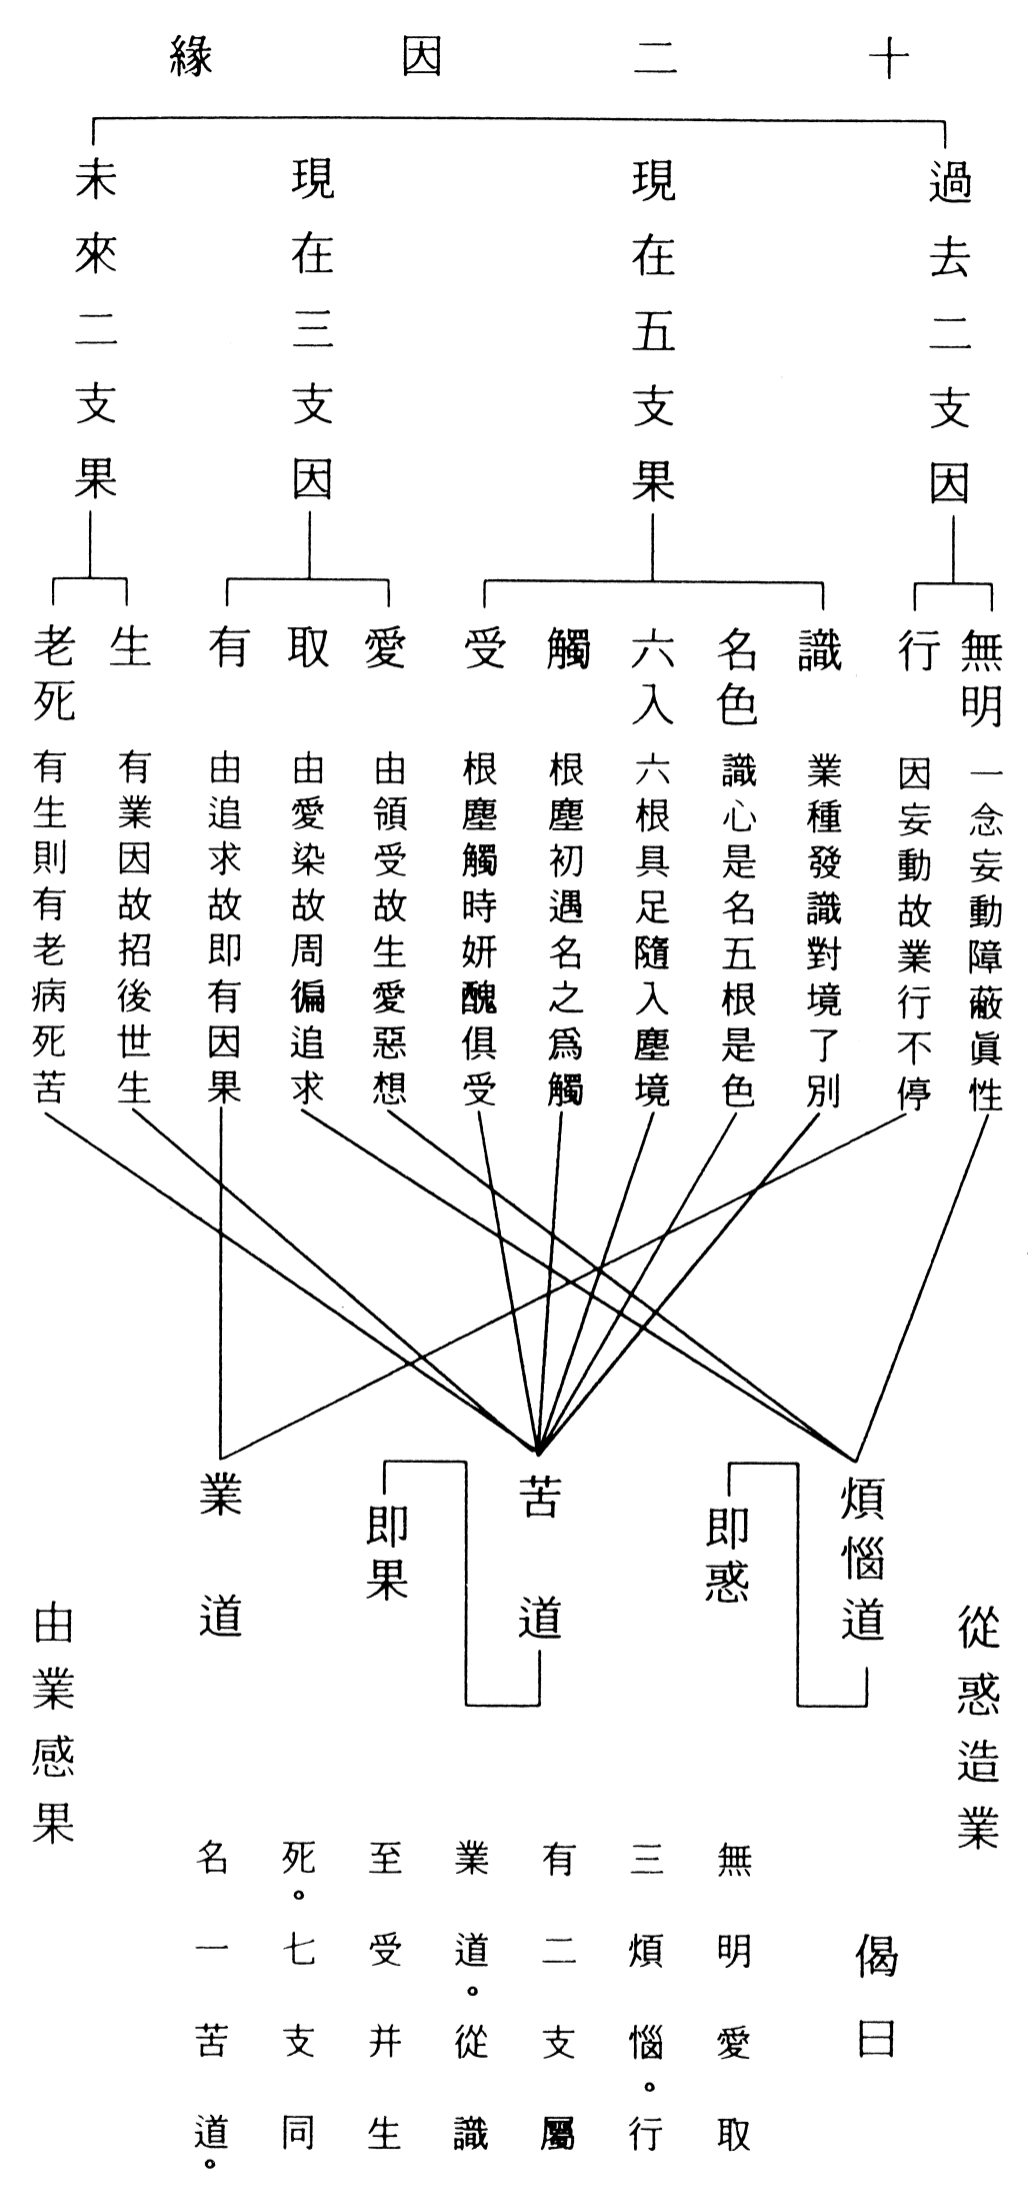 十二因緣
過去二支因
現在五支果
現在三支因
未來二支果
無明
行
識
名色
六入
觸
受
愛
取
有
生
老死
一念妄動障蔽眞性
因妄動故業行不停
業種發識對境了別
識心是名五根是色
六根具足隨入塵境
根塵初遇名之爲觸
根塵觸時妍醜俱受
由領受故生愛惡想
由愛染故周徧追求
由追求故即有因果
有業因故招後世生
有生則有老病死苦
煩惱道
即惑
苦道
即果
業道
從惑造業
由業感果
偈曰
無明愛取
三煩惱。行
有二支屬
業道。從識
至受并生
死。七支同
名一苦道。